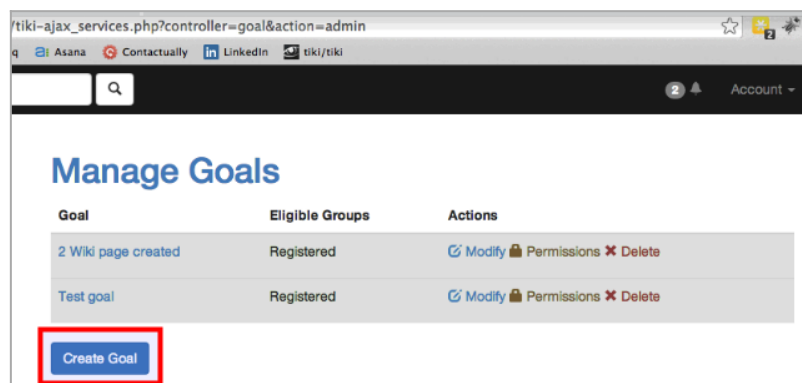 /tiki-ajax_services.php?controller=goal&action=admin
q Asana Contactually LinkedIn tiki/tiki
2 Account
Manage Goals
Goal Eligible Groups Actions
2 Wiki page created Registered Modify Permissions Delete
Test goal Registered Modify Permissions Delete
Create Goal